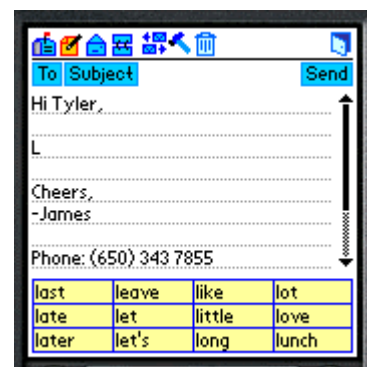 To Subject Send
Hi Tyler,
L
Cheers,
-James
Phone: (650) 343 7855
last leave like lot
late let little love
later let's long lunch